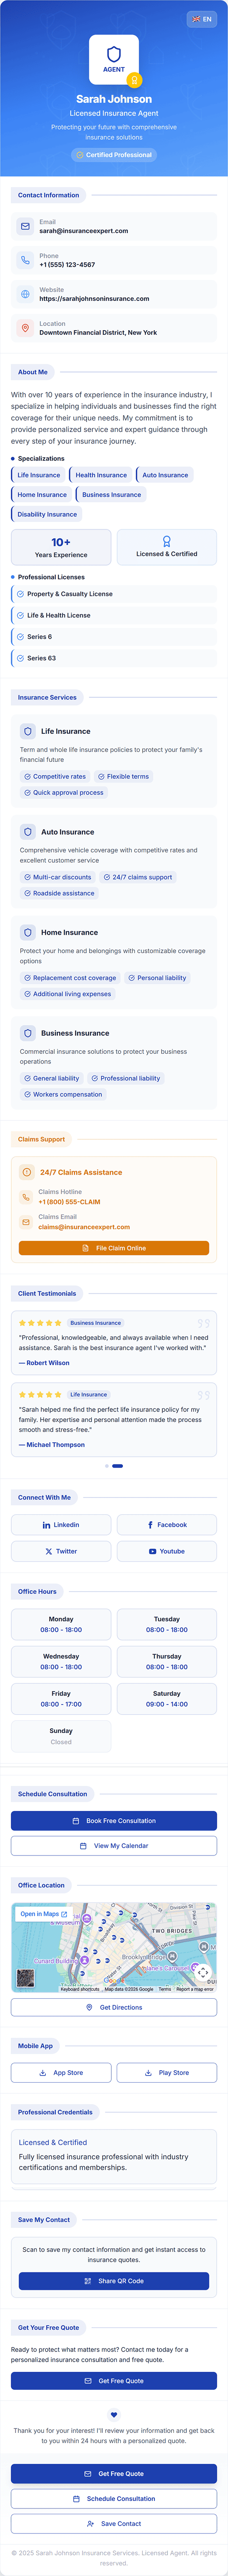 EN
AGENT
Sarah Johnson
Licensed Insurance Agent
Protecting your future with comprehensive
insurance solutions
Certified Professional
Contact Information
Email
sarah@insuranceexpert.com
Phone
+1 (555) 123-4567
Website
https://sarahjohnsoninsurance.com
Location
Downtown Financial District, New York
About Me
With over 10 years of experience in the insurance industry, I
specialize in helping individuals and businesses find the right
coverage for their unique needs. My commitment is to
provide personalized service and expert guidance through
every step of your insurance journey.
Specializations
Life Insurance Health Insurance Auto Insurance
Home Insurance Business Insurance
Disability Insurance
10+
Years Experience
Licensed & Certified
Professional Licenses
Property & Casualty License
Life & Health License
Series 6
Series 63
Insurance Services
Life Insurance
Term and whole life insurance policies to protect your family's
financial future
Competitive rates Flexible terms
Quick approval process
Auto Insurance
Comprehensive vehicle coverage with competitive rates and
excellent customer service
Multi-car discounts 24/7 claims support
Roadside assistance
Home Insurance
Protect your home and belongings with customizable coverage
options
Replacement cost coverage Personal liability
Additional living expenses
Business Insurance
Commercial insurance solutions to protect your business
operations
General liability Professional liability
Workers compensation
Claims Support
24/7 Claims Assistance
Claims Hotline
+1 (800) 555-CLAIM
Claims Email
claims@insuranceexpert.com
File Claim Online
Client Testimonials
Business Insurance
"Professional, knowledgeable, and always available when I need
assistance. Sarah is the best insurance agent I've worked with."
— Robert Wilson
Life Insurance
"Sarah helped me find the perfect life insurance policy for my
family. Her expertise and personal attention made the process
smooth and stress-free."
— Michael Thompson
Connect With Me
Linkedin Facebook
Twitter Youtube
Office Hours
Monday Tuesday
08:00 - 18:00 08:00 - 18:00
Wednesday Thursday
08:00 - 18:00 08:00 - 18:00
Friday Saturday
08:00 - 17:00 09:00 - 14:00
Sunday
Closed
Schedule Consultation
Book Free Consultation
View My Calendar
Office Location
Open in Maps
& Museum
TWO BRIDGES
Cunard Building
Brooklyn Bridge
Jane's Carousel
Keyboard shortcuts Map data ©2026 Google Terms Report a map error
Get Directions
Mobile App
App Store Play Store
Professional Credentials
Licensed & Certified
Fully licensed insurance professional with industry
certifications and memberships.
Save My Contact
Scan to save my contact information and get instant access to
insurance quotes.
Share QR Code
Get Your Free Quote
Ready to protect what matters most? Contact me today for a
personalized insurance consultation and free quote.
Get Free Quote
Thank you for your interest! I'll review your information and get back
to you within 24 hours with a personalized quote.
Get Free Quote
Schedule Consultation
Save Contact
© 2025 Sarah Johnson Insurance Services. Licensed Agent. All rights
reserved.